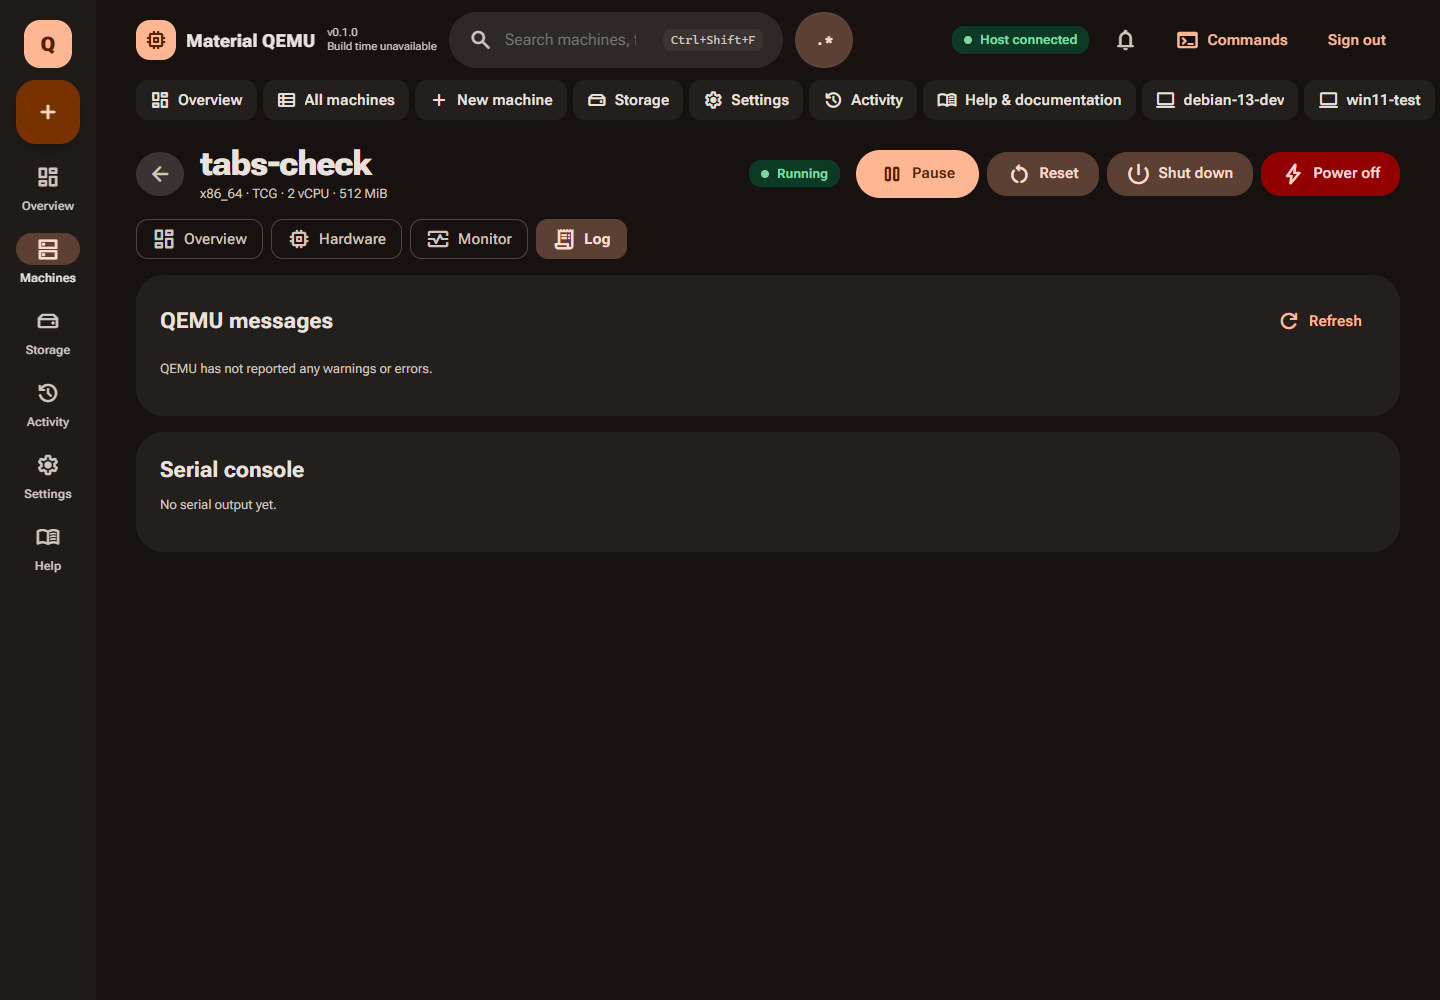 Q
Material QEMU
v0.1.0
Build time unavailable
Search machines,
Ctrl+Shift+F
.*
Host connected
Commands
Sign out
Overview
All machines
New machine
Storage
Settings
Activity
Help & documentation
debian-13-dev
win11-test
Overview
Machines
Storage
Activity
Settings
Help
tabs-check
x86_64 · TCG · 2 vCPU · 512 MiB
Running
Pause
Reset
Shut down
Power off
Overview
Hardware
Monitor
Log
QEMU messages
Refresh
QEMU has not reported any warnings or errors.
Serial console
No serial output yet.